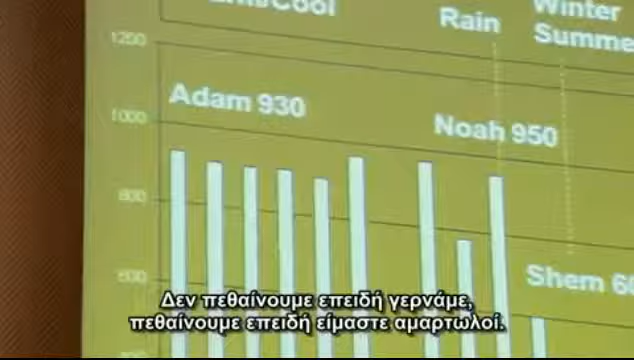 Rain
Winter
Summe
1200
Adam 930
1000
Noah 950
800
600
Shem 60
Δεν πεθαίνουμε επειδή γερνάμε,
πεθαίνουμε επειδή είμαστε αμαρτωλοί.